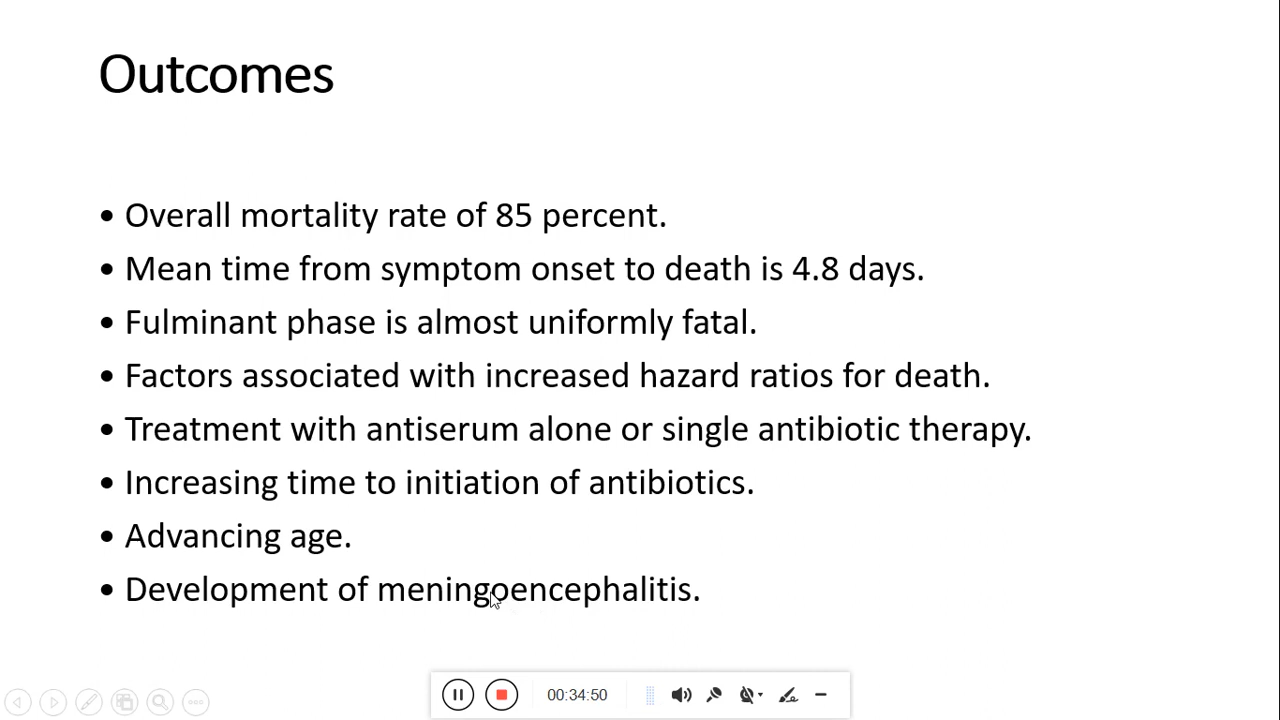 Outcomes
• Overall mortality rate of 85 percent.
• Mean time from symptom onset to death is 4.8 days.
• Fulminant phase is almost uniformly fatal.
• Factors associated with increased hazard ratios for death.
• Treatment with antiserum alone or single antibiotic therapy.
• Increasing time to initiation of antibiotics.
• Advancing age.
• Development of meningoencephalitis.
00:34:50